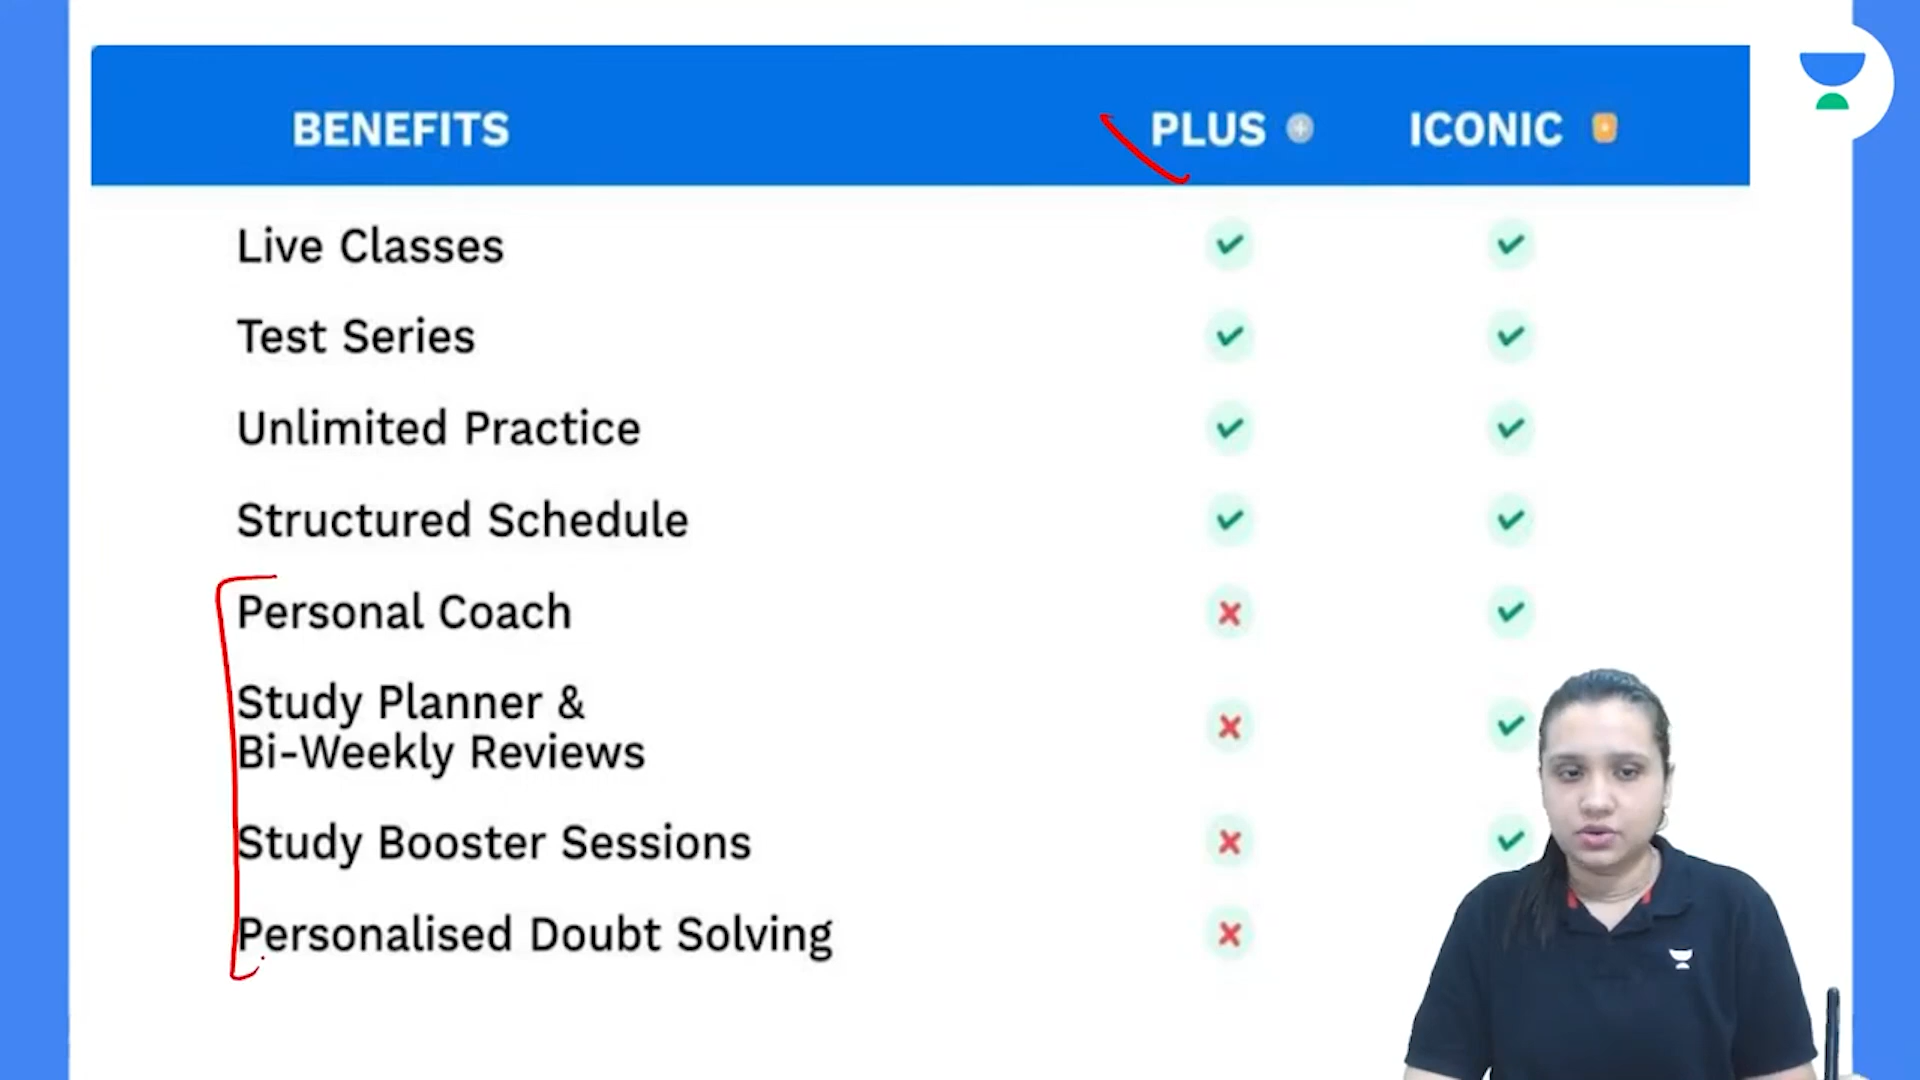 BENEFITS PLUS ICONIC
Live Classes
Test Series
Unlimited Practice
Structured Schedule
Personal Coach
Study Planner &
Bi-Weekly Reviews
Study Booster Sessions
Personalised Doubt Solving